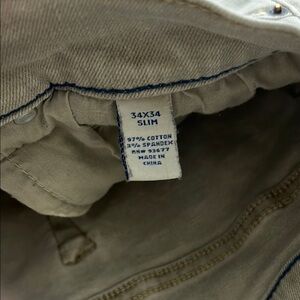 34X34
SLIM
97% COTTON
3% SPANDEX
RN# 93677
MADE IN
CHINA